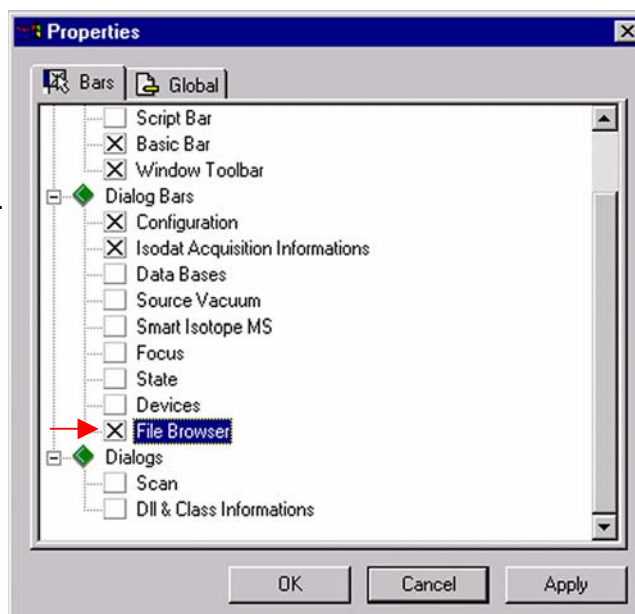 Properties
Bars Global
Script Bar
Basic Bar
Window Toolbar
Dialog Bars
Configuration
Isodat Acquisition Informations
Data Bases
Source Vacuum
Smart Isotope MS
Focus
State
Devices
File Browser
Dialogs
Scan
Dll & Class Informations
OK Cancel Apply